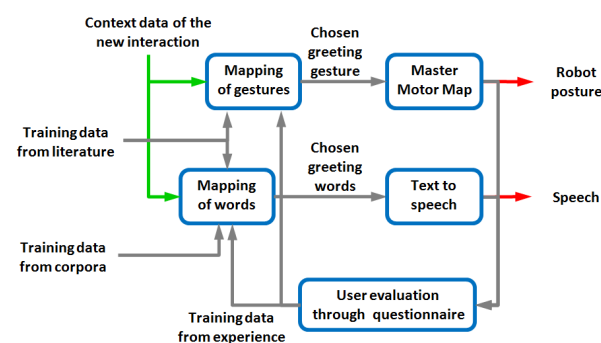 Context data of the
new interaction
Chosen
greeting
gesture
Mapping
of gestures
Master
Motor Map
Robot
posture
Training data
from literature
Chosen
greeting
words
Mapping
of words
Text to
speech
Speech
Training data
from corpora
User evaluation
through questionnaire
Training data
from experience